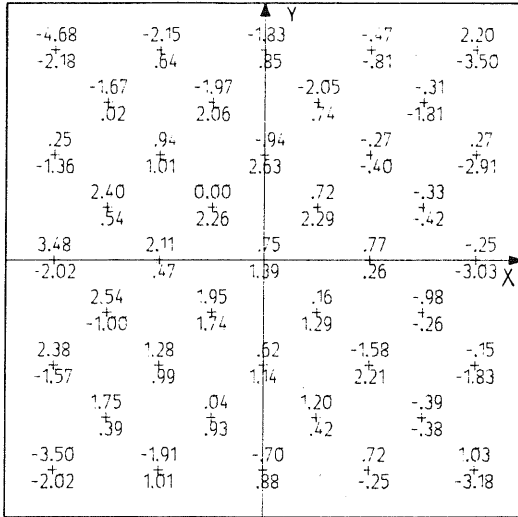 Y
-4.68 -2.15 -1.83 -.47 2.20
-2.18 .64 .85 -.81 -3.50
-1.67 -1.97 -2.05 -.31
.02 2.06 .74 -1.81
.25 .94 -.94 -.27 .27
-1.36 1.01 2.63 -.40 -2.91
2.40 0.00 .72 -.33
.54 2.26 2.29 -.42
3.48 2.11 .75 .77 -.25
-2.02 .47 1.39 .26 -3.03
X
2.54 1.95 .16 -.98
-1.00 1.74 1.29 -.26
2.38 1.28 .62 -1.58 -.15
-1.57 .99 1.14 2.21 -1.83
1.75 .04 1.20 -.39
.39 .93 .42 -.38
-3.50 -1.91 -.70 .72 1.03
-2.02 1.01 .88 -.25 -3.18